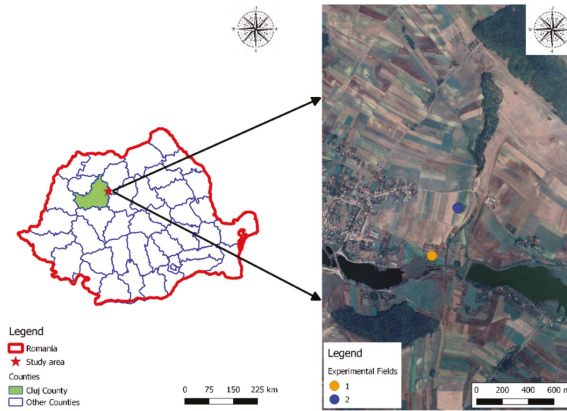 Legend
Romania
Study area
Counties
Cluj County
Other Counties
0 75 150 225 km
Legend
Experimental Fields
1
2
0 200 400 600 m